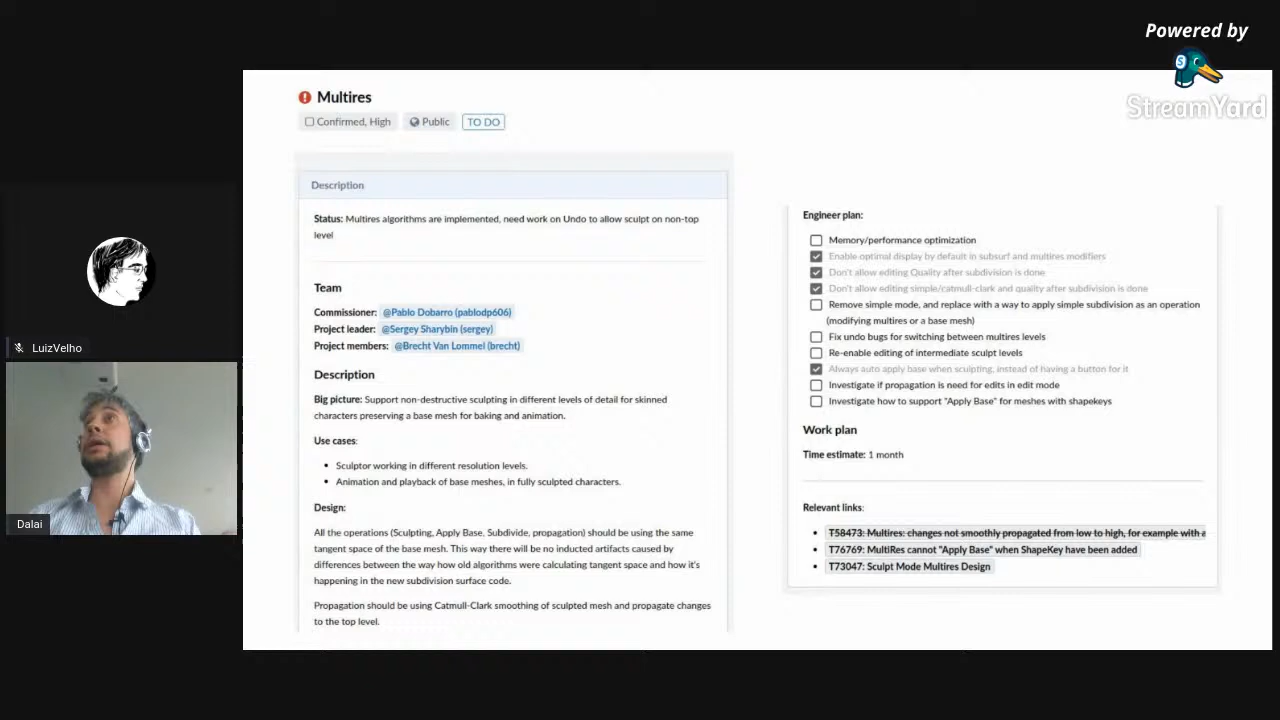 Powered by
StreamYard
Multires
Confirmed, High
Public
TO DO
Description
Status: Multires algorithms are implemented, need work on Undo to allow sculpt on non-top
level
Team
Commissioner: @Pablo Dobarro (pablodp606)
Project leader: @Sergey Sharybin (sergey)
Project members: @Brecht Van Lommel (brecht)
Description
Big picture: Support non-destructive sculpting in different levels of detail for skinned
characters preserving a base mesh for baking and animation.
Use cases:
• Sculptor working in different resolution levels.
• Animation and playback of base meshes, in fully sculpted characters.
Design:
All the operations (Sculpting, Apply Base, Subdivide, propagation) should be using the same
tangent space of the base mesh. This way there will be no inducted artifacts caused by
differences between the way how old algorithms were calculating tangent space and how it's
happening in the new subdivision surface code.
Propagation should be using Catmull-Clark smoothing of sculpted mesh and propagate changes
to the top level.
Engineer plan:
Memory/performance optimization
Enable optimal display by default in subsurf and multires modifiers
Don't allow editing Quality after subdivision is done
Don't allow editing simple/catmull-clark and quality after subdivision is done
Remove simple mode, and replace with a way to apply simple subdivision as an operation
(modifying multires or a base mesh)
Fix undo bugs for switching between multires levels
Re-enable editing of intermediate sculpt levels
Always auto apply base when sculpting, instead of having a button for it
Investigate if propagation is need for edits in edit mode
Investigate how to support "Apply Base" for meshes with shapekeys
Work plan
Time estimate: 1 month
Relevant links:
• T58473: Multires: changes not smoothly propagated from low to high, for example with a
• T76769: MultiRes cannot "Apply Base" when ShapeKey have been added
• T73047: Sculpt Mode Multires Design
LuizVelho
Dalai